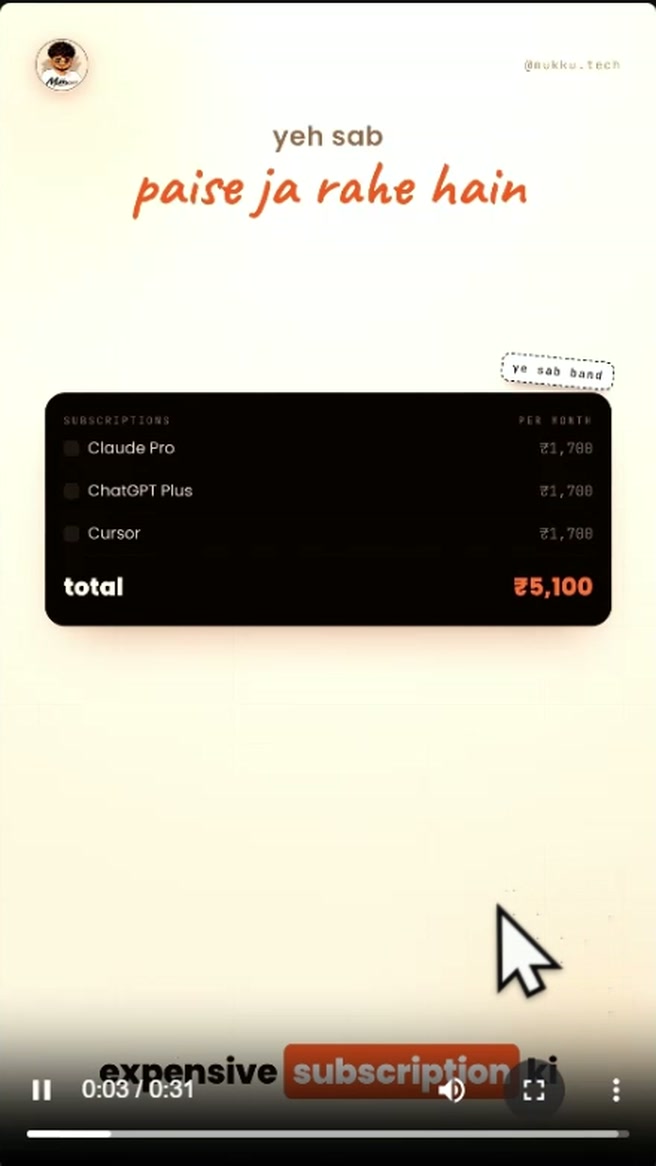 @mukku.tech
yeh sab
paise ja rahe hain
ye sab band
SUBSCRIPTIONS PER MONTH
Claude Pro ₹1,700
ChatGPT Plus ₹1,700
Cursor ₹1,700
total ₹5,100
expensive subscription ki
0:03 / 0:31